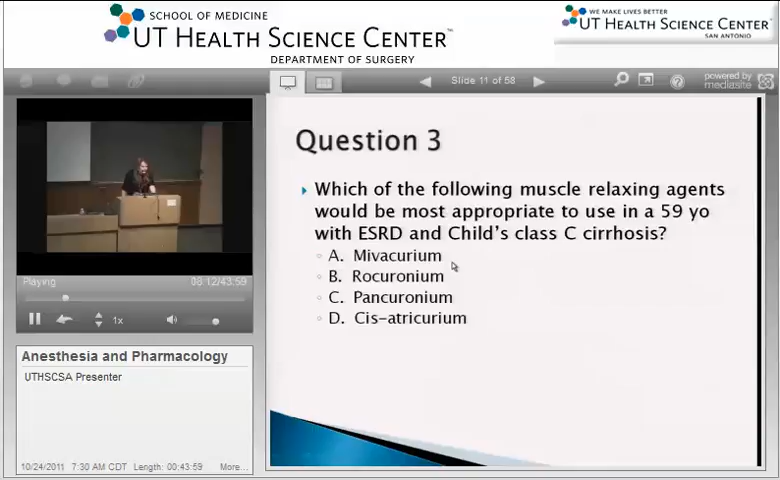 SCHOOL OF MEDICINE
UT HEALTH SCIENCE CENTER™
DEPARTMENT OF SURGERY
WE MAKE LIVES BETTER
UT HEALTH SCIENCE CENTER
SAN ANTONIO
Slide 11 of 58
powered by
mediasite
Question 3
Which of the following muscle relaxing agents
would be most appropriate to use in a 59 yo
with ESRD and Child's class C cirrhosis?
A. Mivacurium
B. Rocuronium
C. Pancuronium
D. Cis-atricurium
Playing
08:12/43:59
1x
Anesthesia and Pharmacology
UTHSCSA Presenter
10/24/2011 7:30 AM CDT Length: 00:43:59 More...